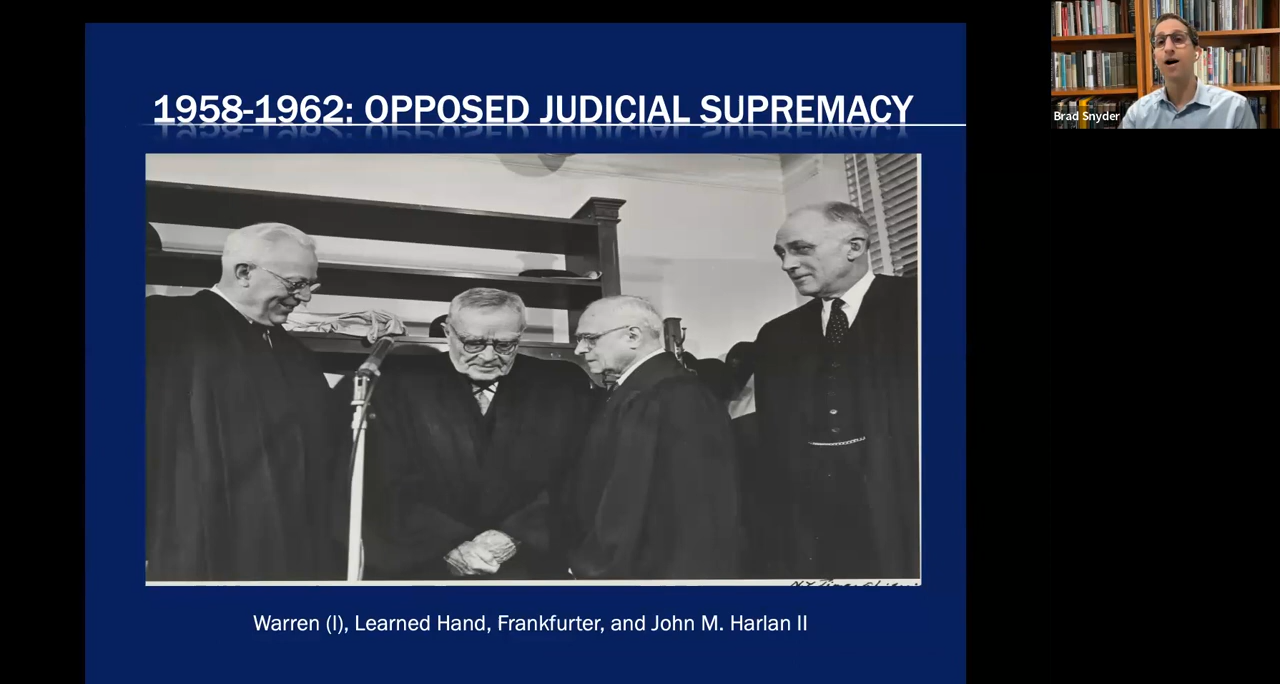 1958-1962: OPPOSED JUDICIAL SUPREMACY
Brad Snyder
Warren (l), Learned Hand, Frankfurter, and John M. Harlan II